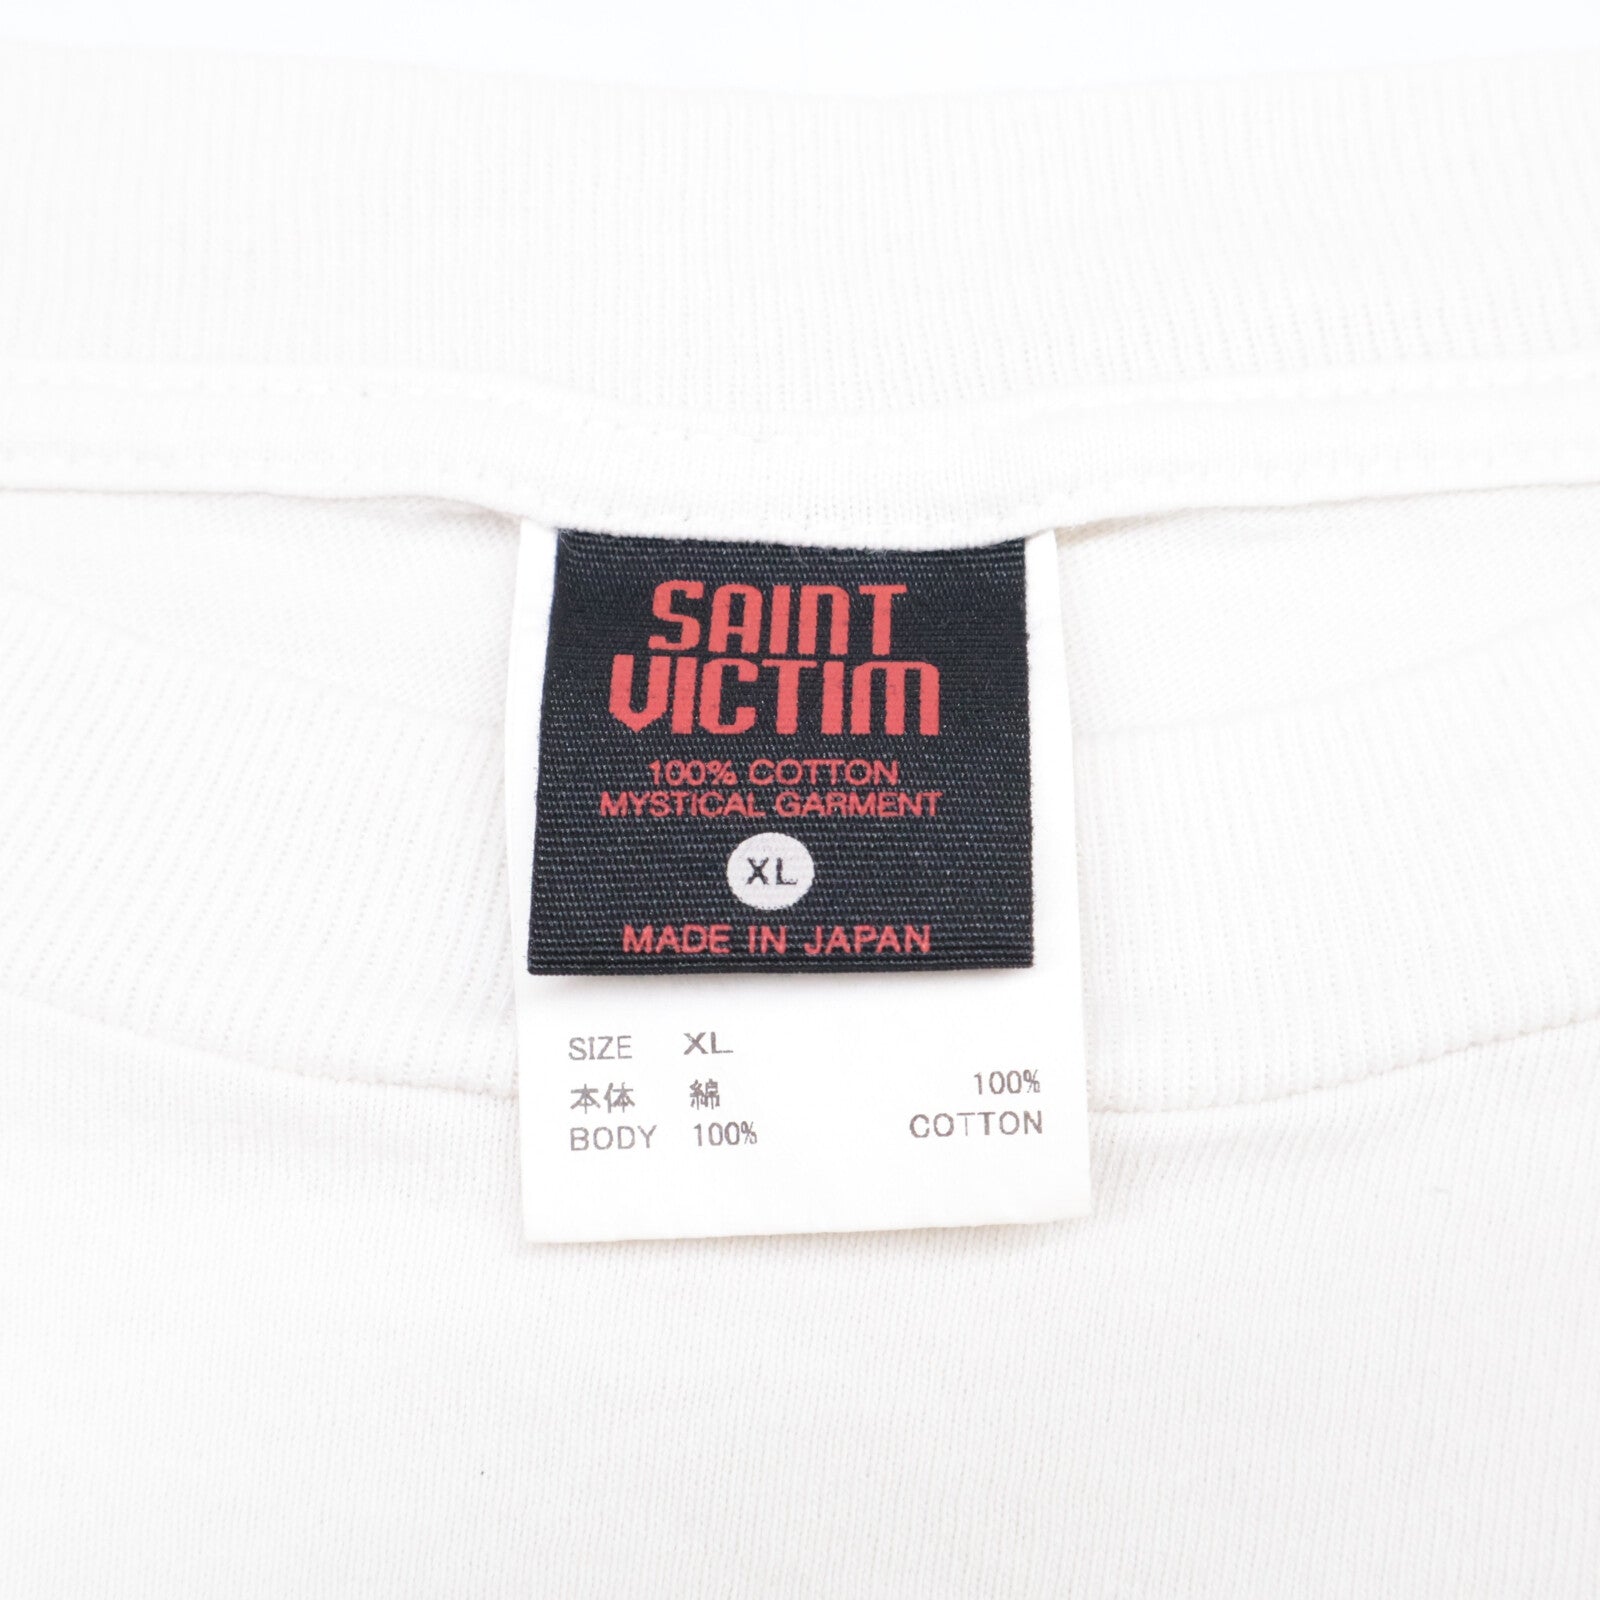 SAINT
VICTIM
100% COTTON
MYSTICAL GARMENT
XL
MADE IN JAPAN
SIZE XL
本体 綿 100%
BODY 100% COTTON